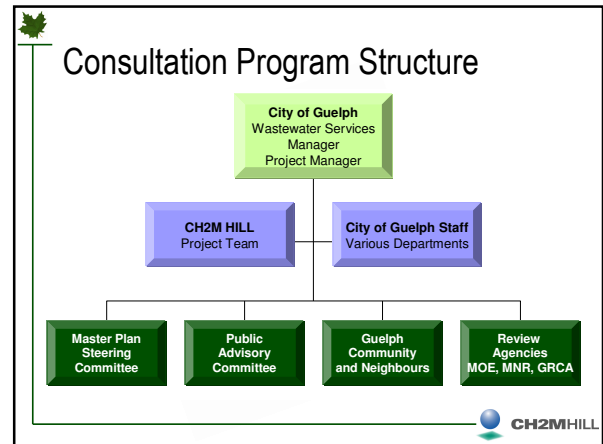 Consultation Program Structure
City of Guelph
Wastewater Services
Manager
Project Manager
CH2M HILL
Project Team
City of Guelph Staff
Various Departments
Master Plan
Steering
Committee
Public
Advisory
Committee
Guelph
Community
and Neighbours
Review
Agencies
MOE, MNR, GRCA
CH2MHILL